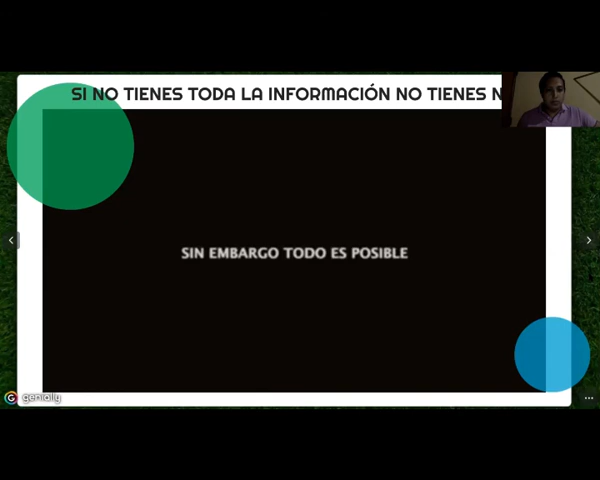 SI NO TIENES TODA LA INFORMACIÓN NO TIENES N
SIN EMBARGO TODO ES POSIBLE
genially